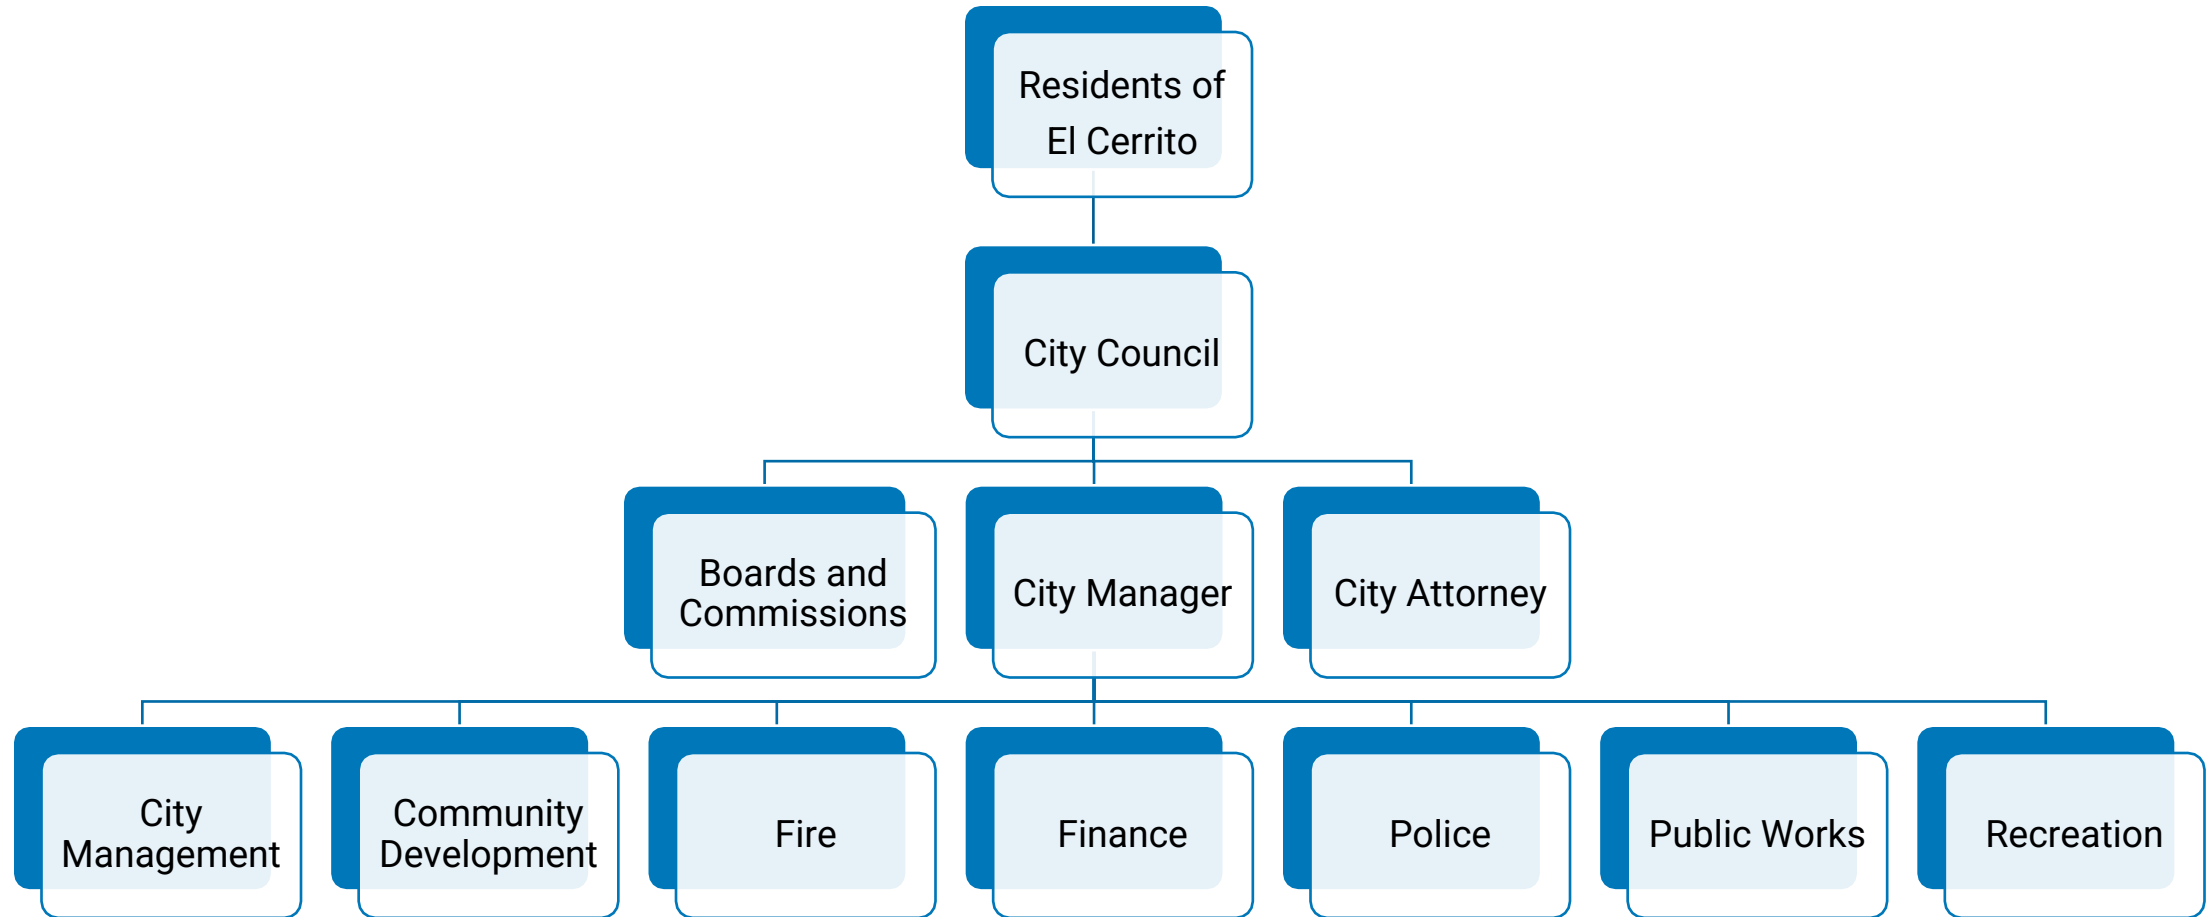 Residents of
El Cerrito
City Council
Boards and
Commissions
City Manager
City Attorney
City
Management
Community
Development
Fire
Finance
Police
Public Works
Recreation